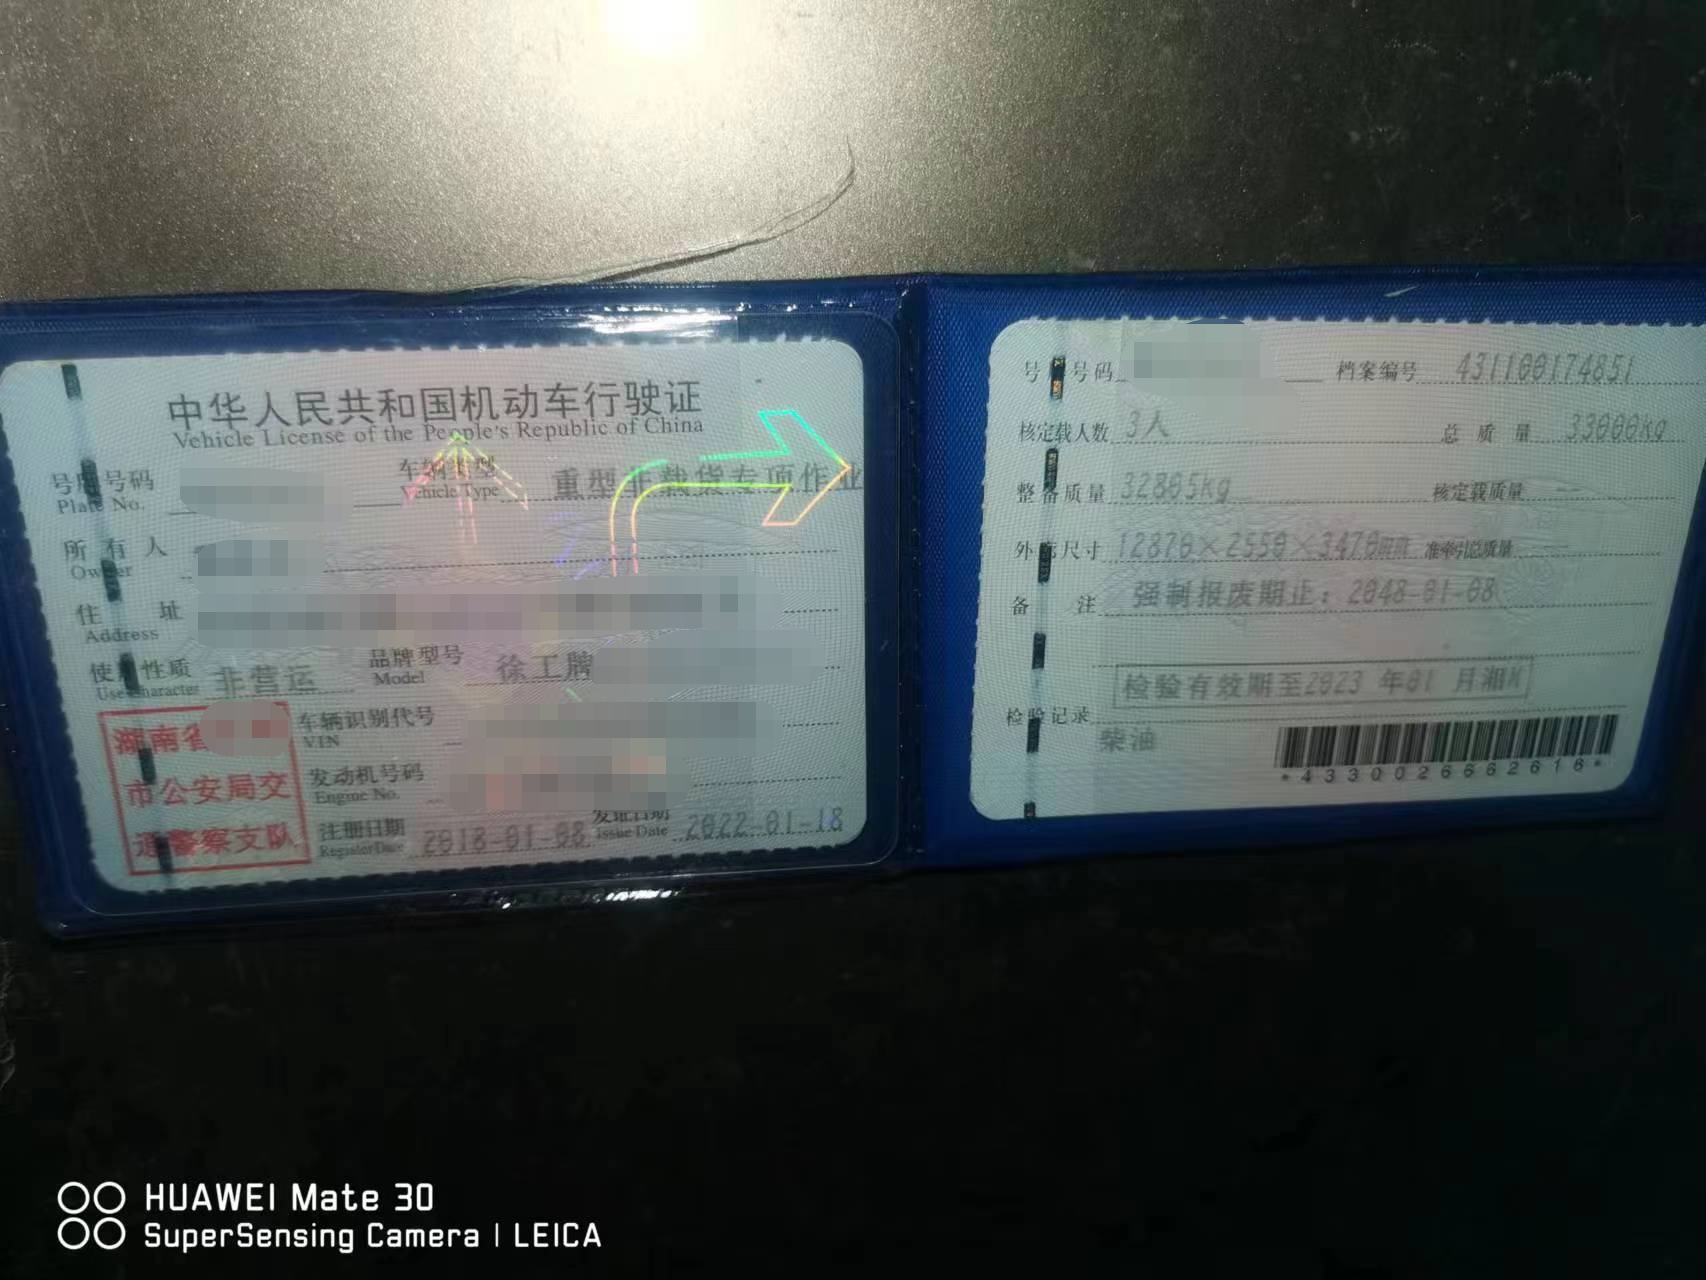 中华人民共和国机动车行驶证
Vehicle License of the People's Republic of China
号牌号码 车辆类型 重型非载货专项作业
Plate No. Vehicle Type
所有人
Owner
住址
Address
使用性质 非营运 品牌型号 徐工牌
Use Character Model
湖南省
市公安局交
通警察支队
车辆识别代号
VIN
发动机号码
Engine No.
注册日期 2018-01-08 发证日期 2022-01-18
Register Date Issue Date
号牌号码 档案编号 431100174851
核定载人数 3人 总质量 33000kg
整备质量 32805kg 核定载质量 --
外廓尺寸 12870×2550×3470mm 准牵引总质量 --
备注 强制报废期止：2048-01-08
检验有效期至2023 年01 月湘M
检验记录
柴油
*4330026662616*
HUAWEI Mate 30
SuperSensing Camera | LEICA